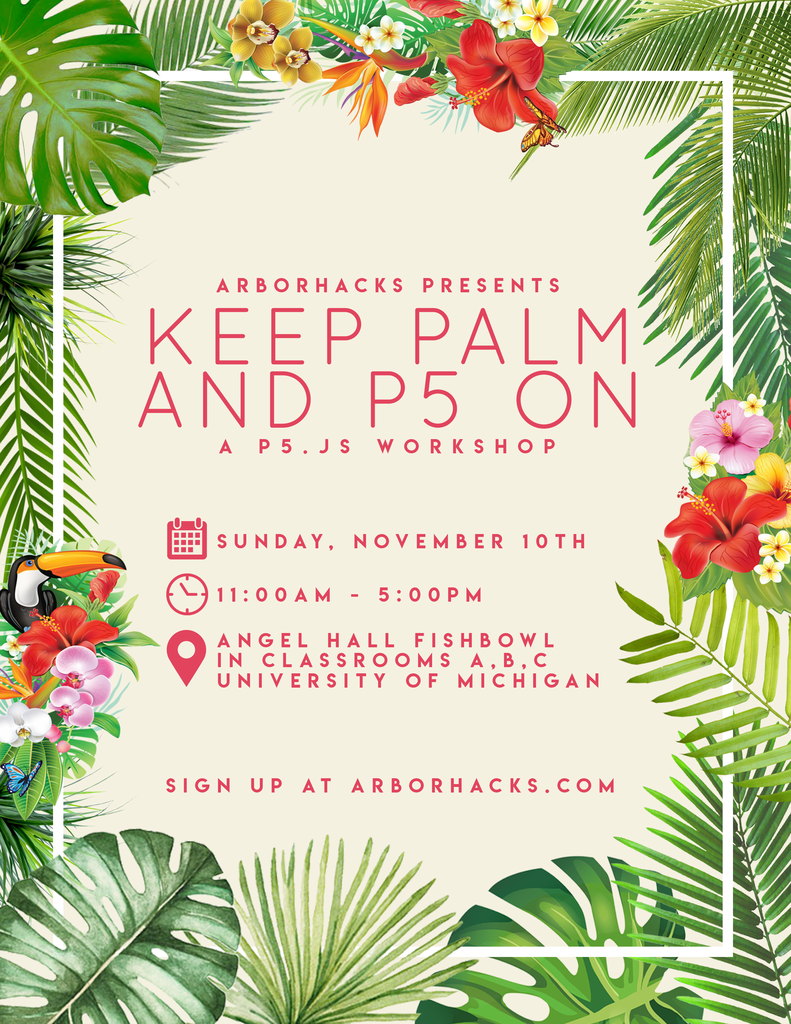 ARBORHACKS PRESENTS
KEEP PALM
AND P5 ON
A P5.JS WORKSHOP
SUNDAY, NOVEMBER 10TH
11:00AM - 5:00PM
ANGEL HALL FISHBOWL
IN CLASSROOMS A,B,C
UNIVERSITY OF MICHIGAN
SIGN UP AT ARBORHACKS.COM